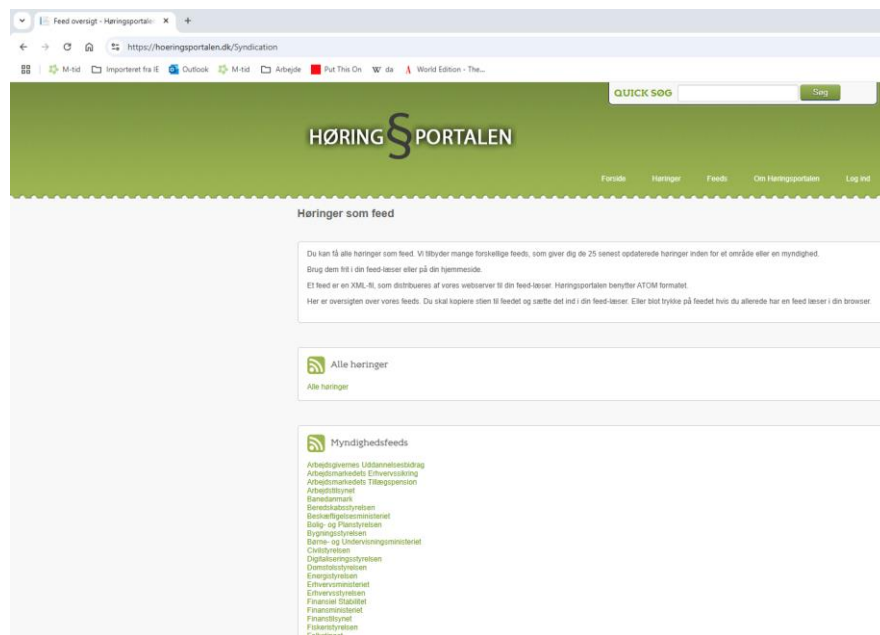 Feed oversigt - Høringsportale
https://hoeringsportalen.dk/Syndication
M-tid Importeret fra IE Outlook M-tid Arbejde Put This On W da World Edition - The...
QUICK SØG Søg
HØRING§PORTALEN
Forside Høringer Feeds Om Høringsportalen Log ind
Høringer som feed
Du kan få alle høringer som feed. Vi tilbyder mange forskellige feeds, som giver dig de 25 senest opdaterede høringer inden for et område eller en myndighed.
Brug dem frit i din feed-læser eller på din hjemmeside.
Et feed er en XML-fil, som distribueres af vores webserver til din feed-læser. Høringsportalen benytter ATOM formatet.
Her er oversigten over vores feeds. Du skal kopiere stien til feedet og sætte det ind i din feed-læser. Eller blot trykke på feedet hvis du allerede har en feed læser i din browser.
Alle høringer
Alle høringer
Myndighedsfeeds
Arbejdsgivernes Uddannelsesbidrag
Arbejdsmarkedets Erhvervssikring
Arbejdsmarkedets Tillægspension
Arbejdstilsynet
Banedanmark
Beredskabsstyrelsen
Beskæftigelsesministeriet
Bolig- og Planstyrelsen
Bygningsstyrelsen
Børne- og Undervisningsministeriet
Civilstyrelsen
Digitaliseringsstyrelsen
Domstolsstyrelsen
Energistyrelsen
Erhvervsministeriet
Erhvervsstyrelsen
Finansiel Stabilitet
Finansministeriet
Finanstilsynet
Fiskeristyrelsen